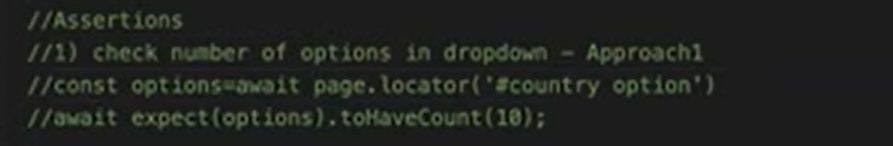 //Assertions
//1) check number of options in dropdown - Approach1
//const options=await page.locator('#country option')
//await expect(options).toHaveCount(10);